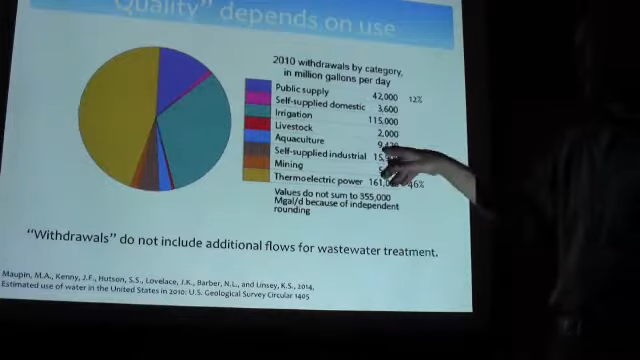 Quality" depends on use
2010 withdrawals by category,
in million gallons per day
Public supply 42,000 12%
Self-supplied domestic 3,600
Irrigation 115,000
Livestock 2,000
Aquaculture
Self-supplied industrial
Mining
Thermoelectric power 46%
Values do not sum to 355,000
Mgal/d because of independent
rounding
"Withdrawals" do not include additional flows for wastewater treatment.
Maupin, M.A., Kenny, J.F., Hutson, S.S., Lovelace, J.K., Barber, N.L., and Linsey, K.S., 2014,
Estimated use of water in the United States in 2010: U.S. Geological Survey Circular 1405